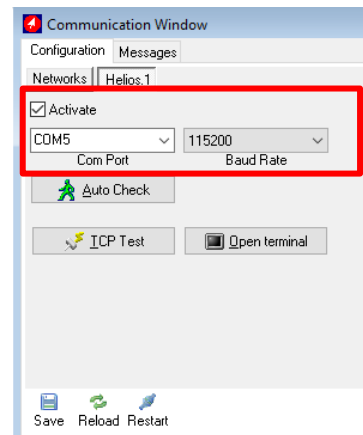 Communication Window
Configuration Messages
Networks Helios.1
Activate
COM5 115200
Com Port Baud Rate
Auto Check
TCP Test Open terminal
Save Reload Restart